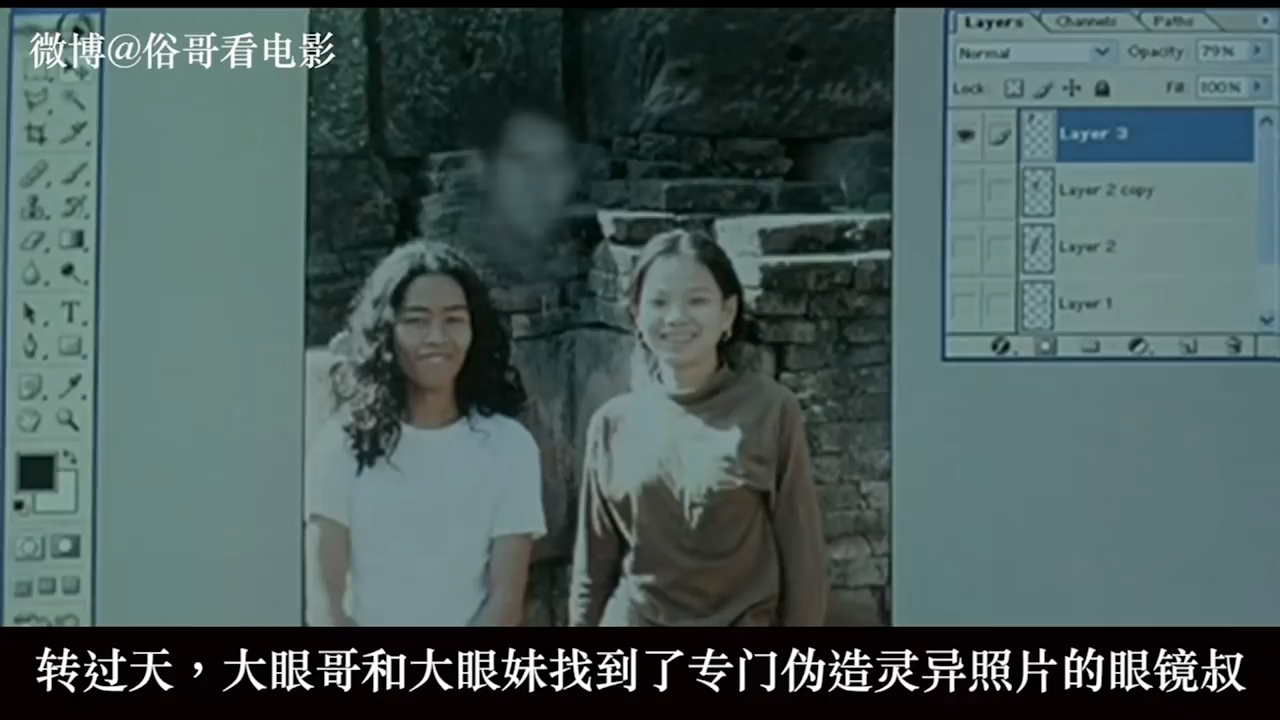 微博@俗哥看电影
Layers Channels Paths
Normal Opacity: 79%
Lock: Fill: 100%
Layer 3
Layer 2 copy
Layer 2
Layer 1
T
转过天，大眼哥和大眼妹找到了专门伪造灵异照片的眼镜叔